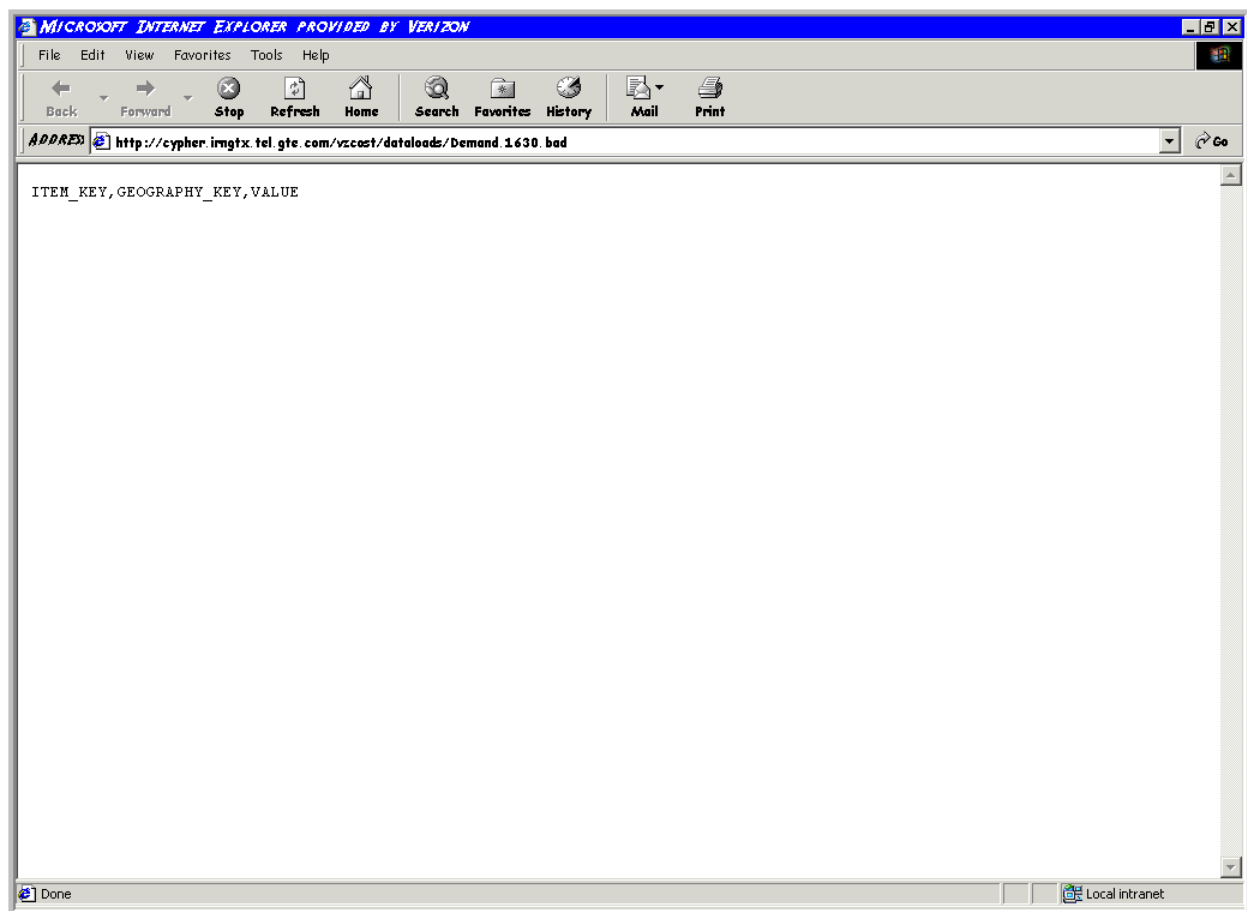 Microsoft Internet Explorer provided by Verizon
File Edit View Favorites Tools Help
Back Forward Stop Refresh Home Search Favorites History Mail Print
Address http://cypher.irngtx.tel.gte.com/vzcost/dataloads/Demand.1630.bad Go
ITEM_KEY,GEOGRAPHY_KEY,VALUE
Done Local intranet